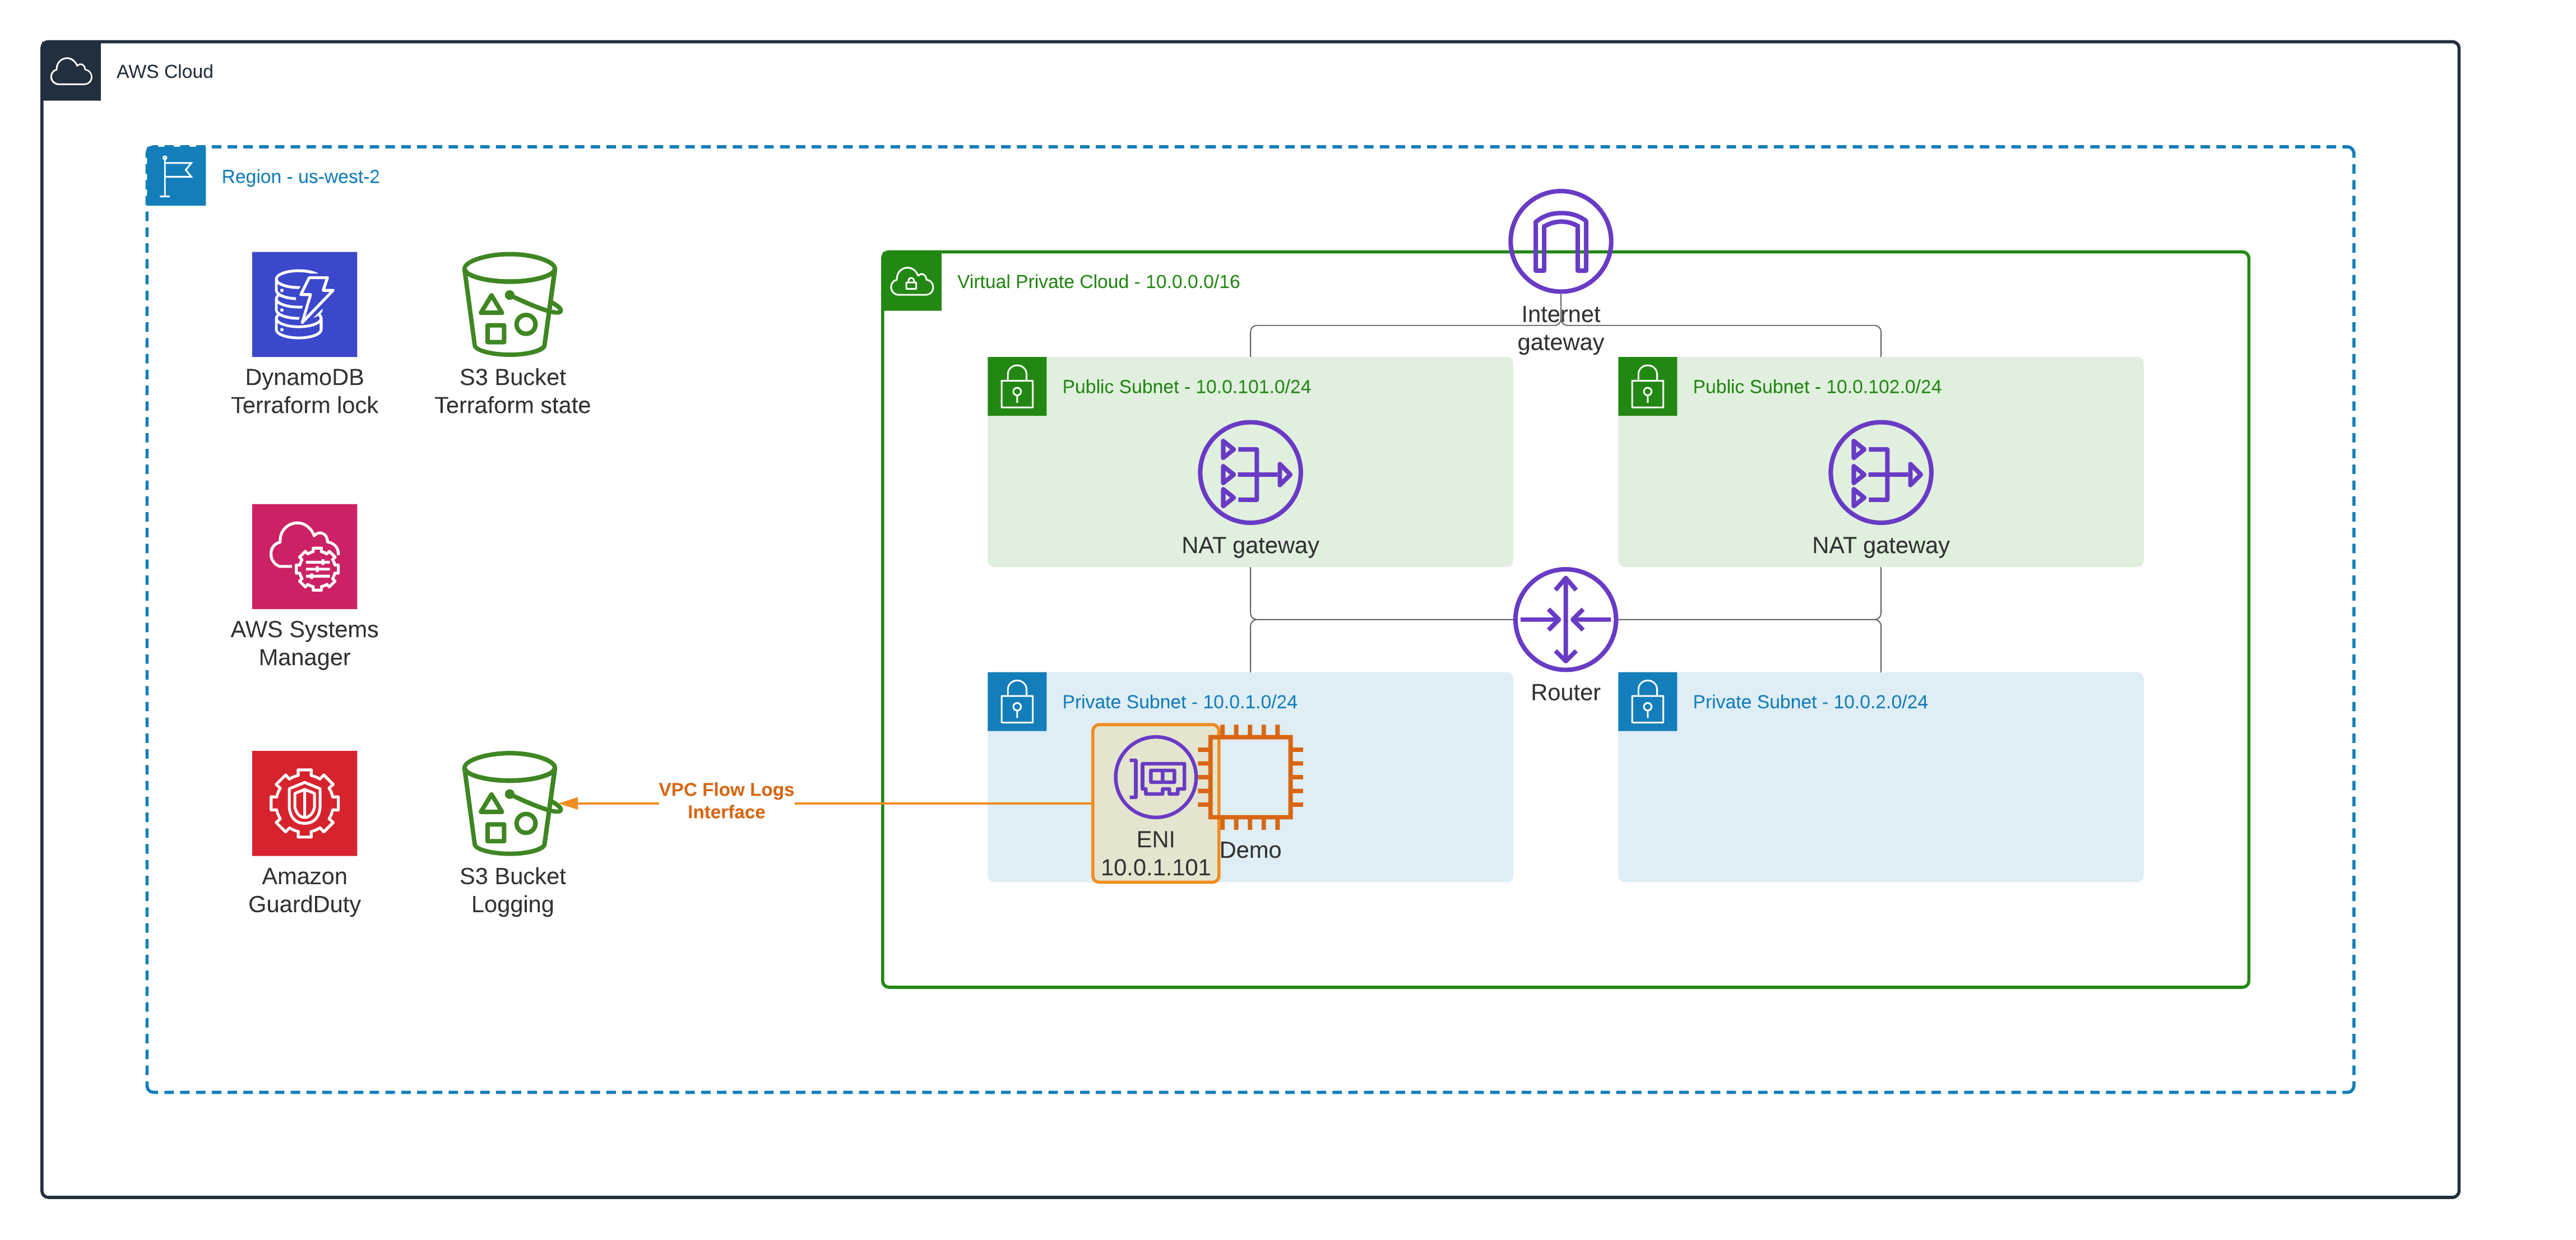 AWS Cloud
Region - us-west-2
DynamoDB
Terraform lock
S3 Bucket
Terraform state
AWS Systems
Manager
Amazon
GuardDuty
S3 Bucket
Logging
VPC Flow Logs
Interface
Virtual Private Cloud - 10.0.0.0/16
Internet
gateway
Public Subnet - 10.0.101.0/24
NAT gateway
Public Subnet - 10.0.102.0/24
NAT gateway
Router
Private Subnet - 10.0.1.0/24
ENI
10.0.1.101
Demo
Private Subnet - 10.0.2.0/24